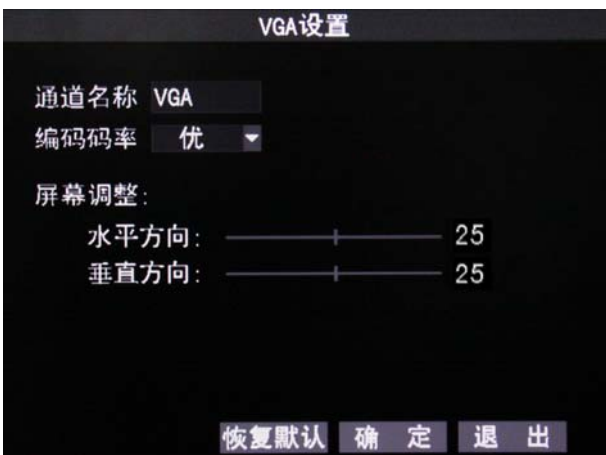 VGA设置
通道名称 VGA
编码码率 优
屏幕调整:
水平方向: 25
垂直方向: 25
恢复默认 确 定 退 出